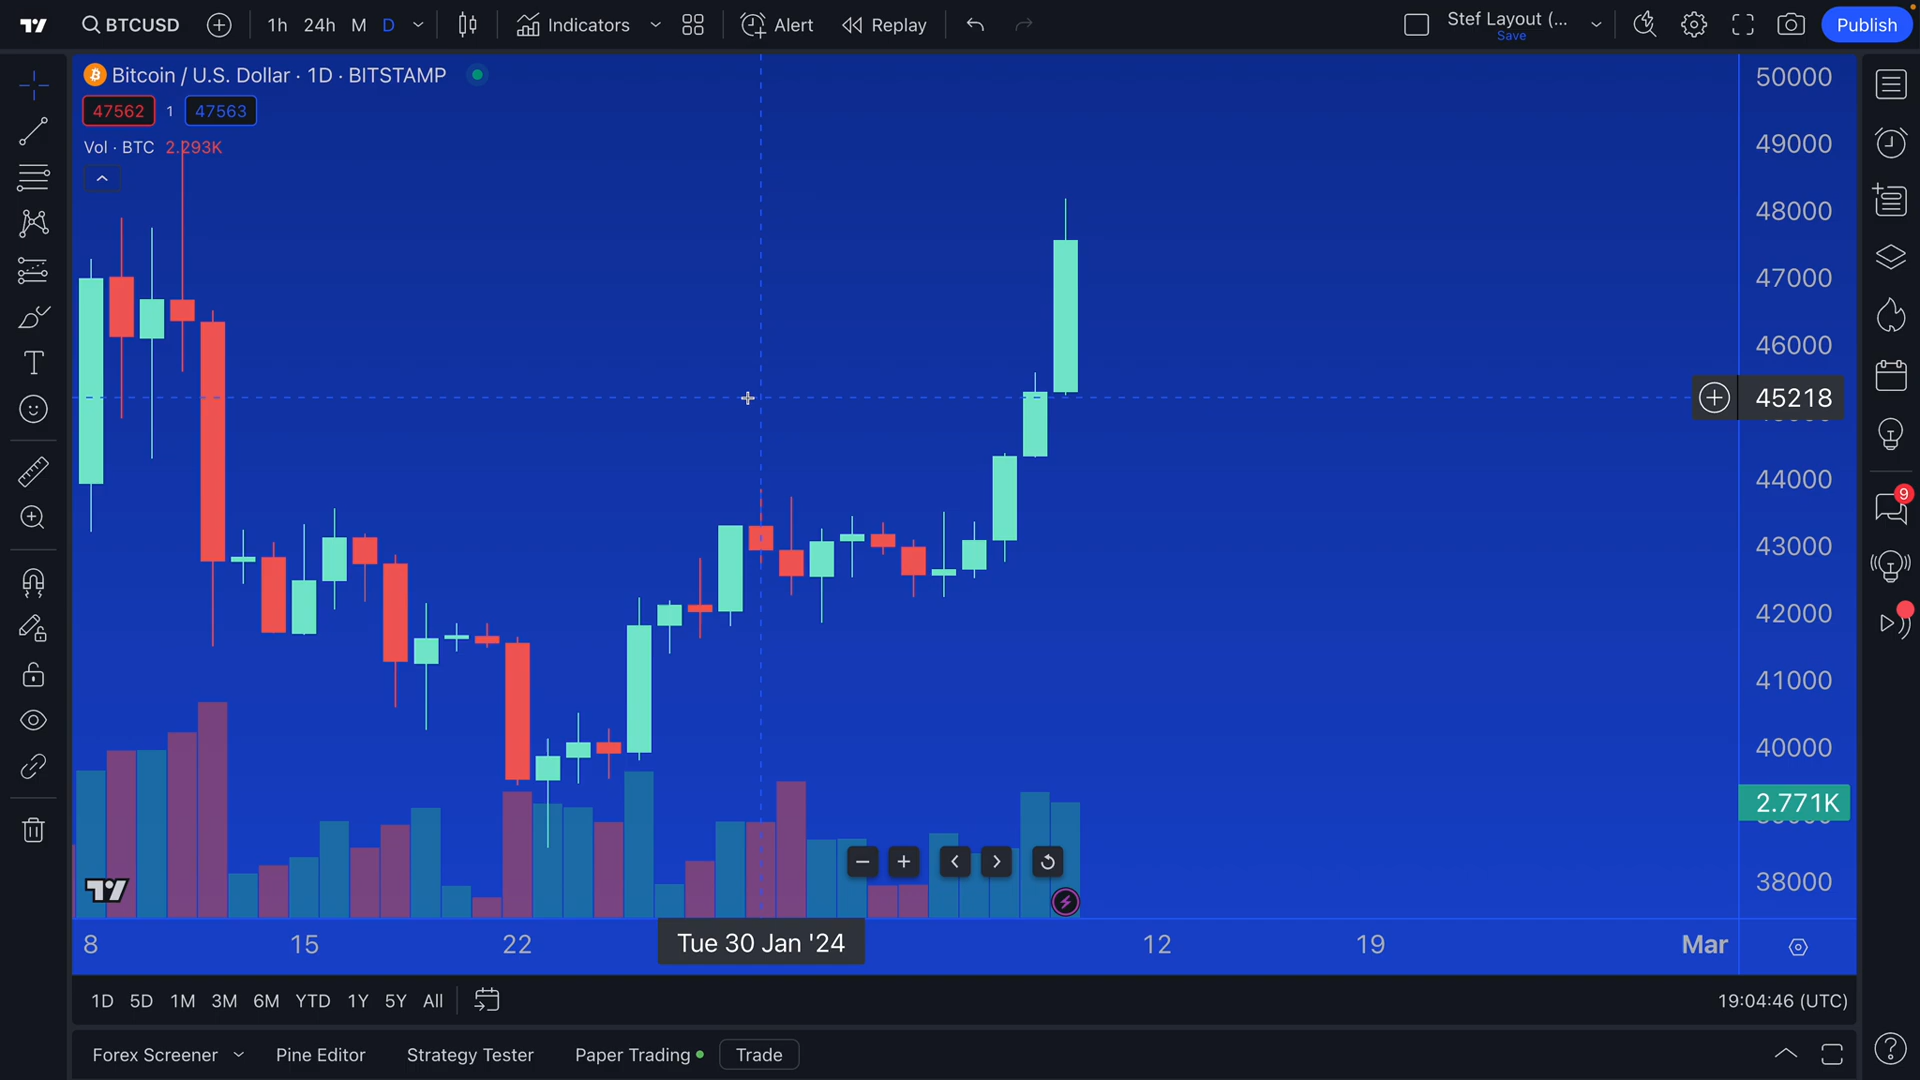 BTCUSD
1h 24h M D
Indicators
Alert
Replay
Stef Layout (...
Save
Publish
Bitcoin / U.S. Dollar · 1D · BITSTAMP
47562 1 47563
Vol · BTC 2.293K
50000
49000
48000
47000
46000
45218
44000
43000
42000
41000
40000
2.771K
38000
9
8 15 22 Tue 30 Jan '24 12 19 Mar
1D 5D 1M 3M 6M YTD 1Y 5Y All
19:04:46 (UTC)
Forex Screener Pine Editor Strategy Tester Paper Trading Trade